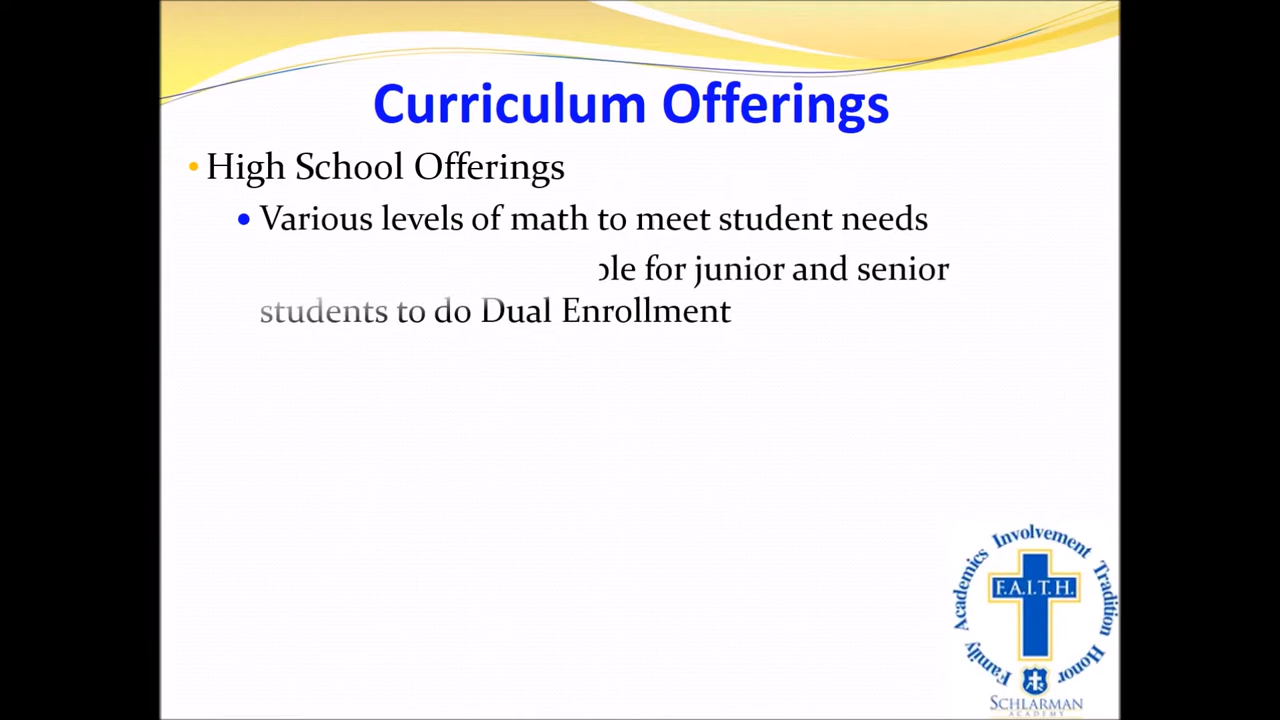 Curriculum Offerings
• High School Offerings
• Various levels of math to meet student needs
for junior and senior
students to do Dual Enrollment
Family Academics Involvement Tradition Honor
F.A.I.T.H.
SCHLARMAN
ACADEMY